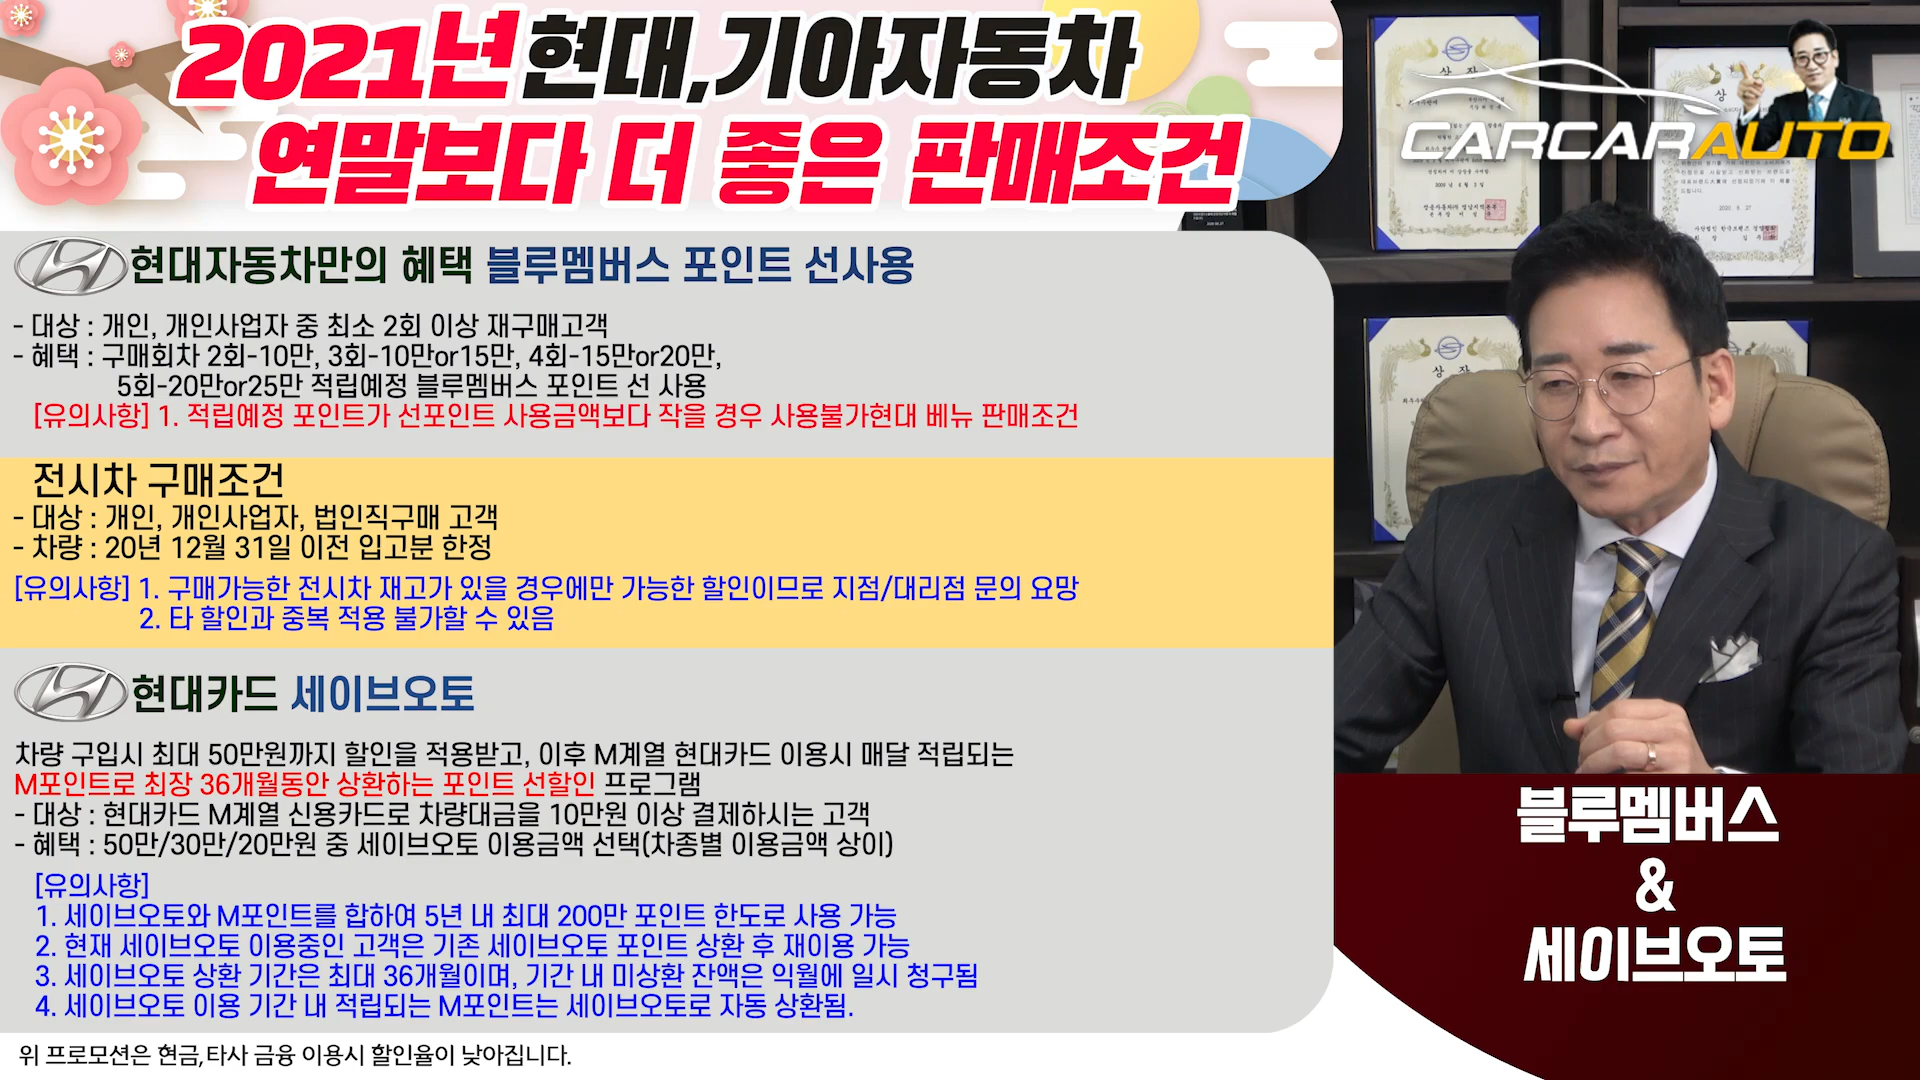 2021년 현대,기아자동차
연말보다 더 좋은 판매조건
CARCARAUTO
현대자동차만의 혜택 블루멤버스 포인트 선사용
- 대상 : 개인, 개인사업자 중 최소 2회 이상 재구매고객
- 혜택 : 구매회차 2회-10만, 3회-10만or15만, 4회-15만or20만,
5회-20만or25만 적립예정 블루멤버스 포인트 선 사용
[유의사항] 1. 적립예정 포인트가 선포인트 사용금액보다 작을 경우 사용불가현대 베뉴 판매조건
전시차 구매조건
- 대상 : 개인, 개인사업자, 법인직구매 고객
- 차량 : 20년 12월 31일 이전 입고분 한정
[유의사항] 1. 구매가능한 전시차 재고가 있을 경우에만 가능한 할인이므로 지점/대리점 문의 요망
2. 타 할인과 중복 적용 불가할 수 있음
현대카드 세이브오토
차량 구입시 최대 50만원까지 할인을 적용받고, 이후 M계열 현대카드 이용시 매달 적립되는
M포인트로 최장 36개월동안 상환하는 포인트 선할인 프로그램
- 대상 : 현대카드 M계열 신용카드로 차량대금을 10만원 이상 결제하시는 고객
- 혜택 : 50만/30만/20만원 중 세이브오토 이용금액 선택(차종별 이용금액 상이)
[유의사항]
1. 세이브오토와 M포인트를 합하여 5년 내 최대 200만 포인트 한도로 사용 가능
2. 현재 세이브오토 이용중인 고객은 기존 세이브오토 포인트 상환 후 재이용 가능
3. 세이브오토 상환 기간은 최대 36개월이며, 기간 내 미상환 잔액은 익월에 일시 청구됨
4. 세이브오토 이용 기간 내 적립되는 M포인트는 세이브오토로 자동 상환됨.
위 프로모션은 현금,타사 금융 이용시 할인율이 낮아집니다.
상 장
상
상 장
블루멤버스
&
세이브오토